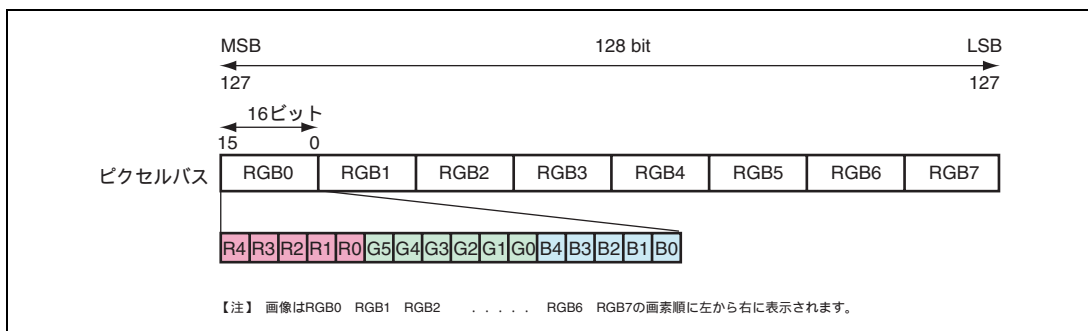 MSB 128 bit LSB
127 127
16ビット
15 0
ピクセルバス RGB0 RGB1 RGB2 RGB3 RGB4 RGB5 RGB6 RGB7
R4 R3 R2 R1 R0 G5 G4 G3 G2 G1 G0 B4 B3 B2 B1 B0
【注】 画像はRGB0 RGB1 RGB2 . . . . . RGB6 RGB7の画素順に左から右に表示されます。